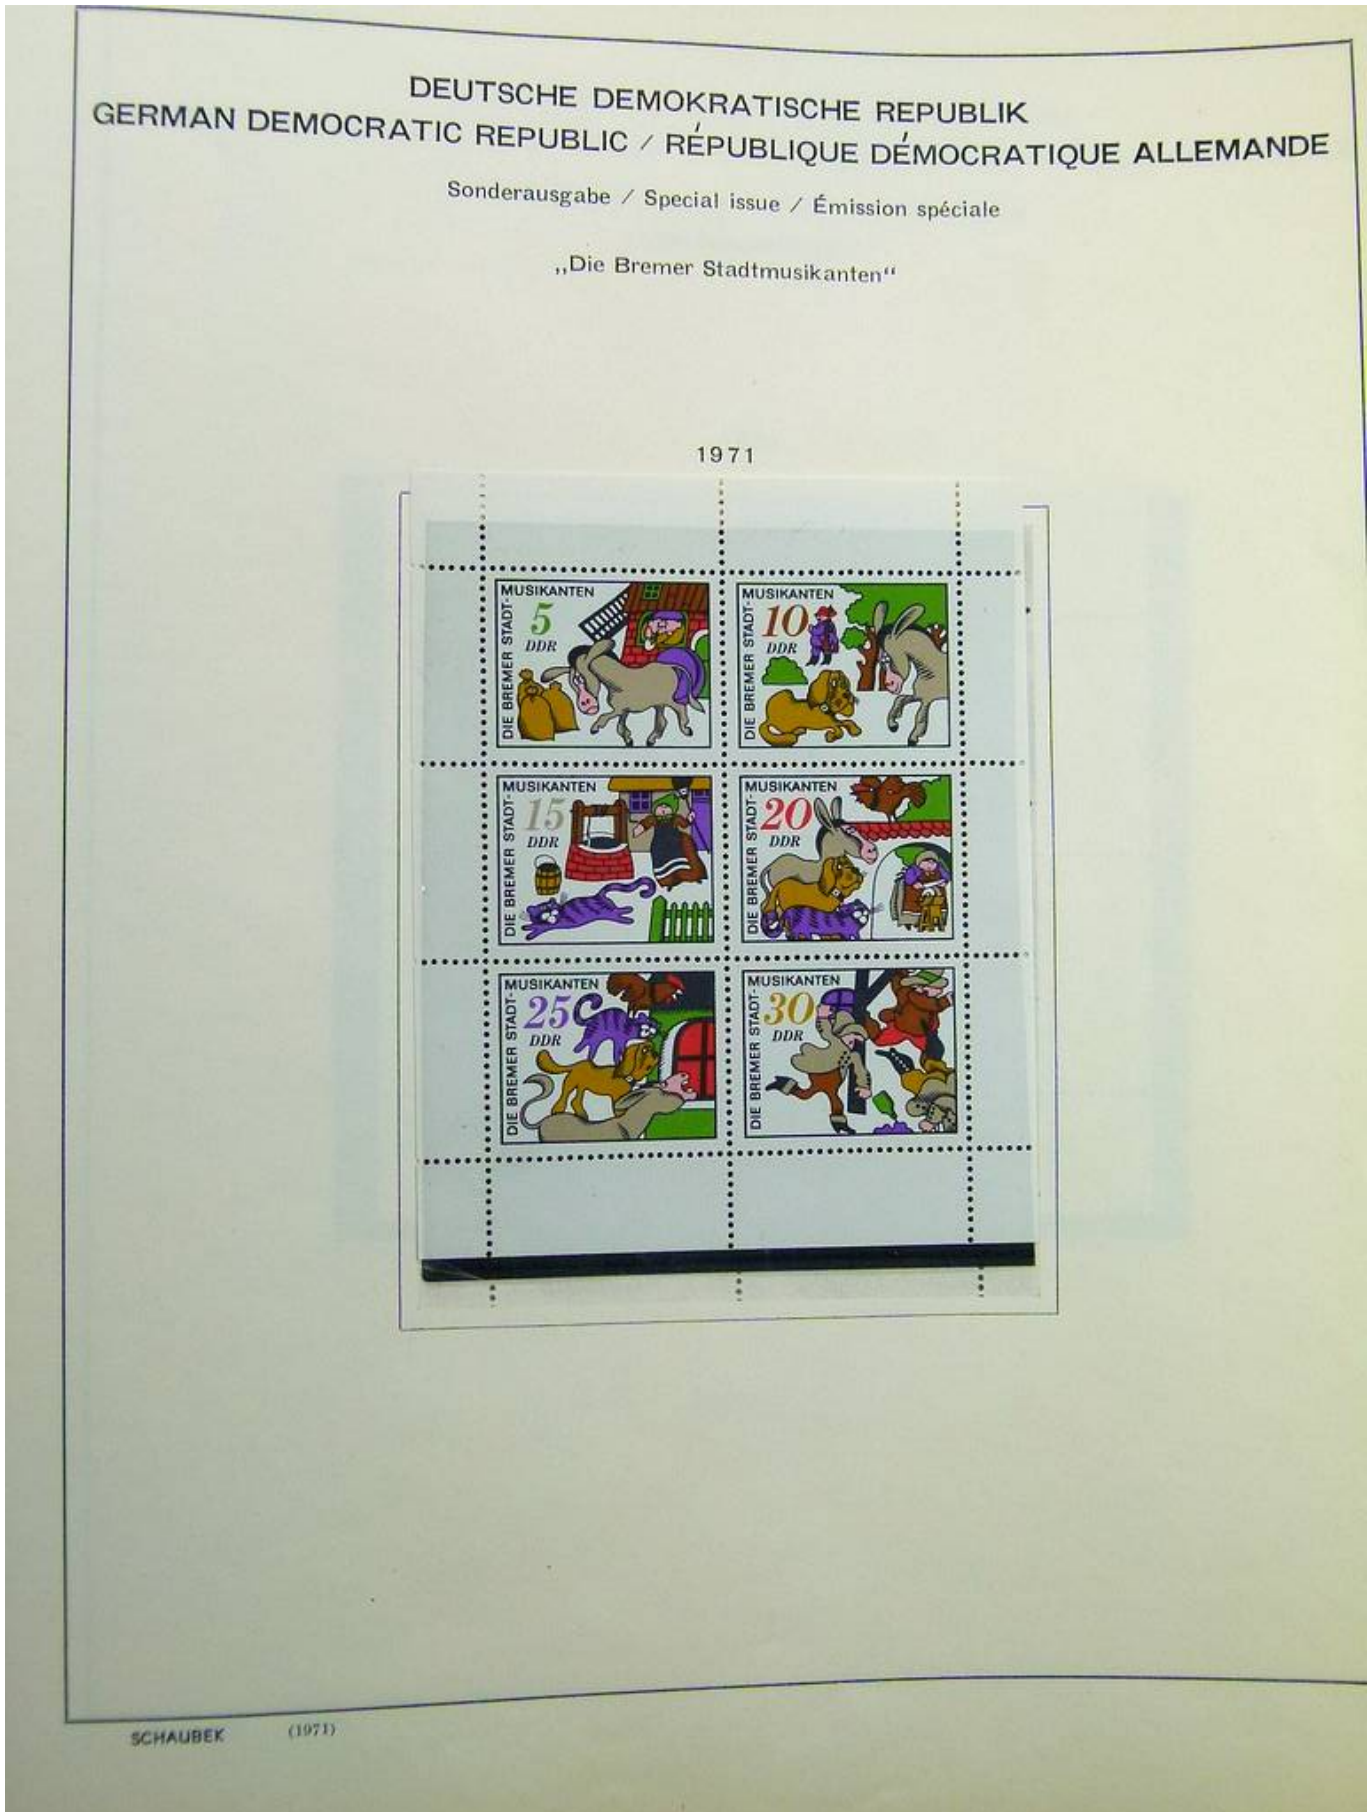 DEUTSCHE DEMOKRATISCHE REPUBLIK
GERMAN DEMOCRATIC REPUBLIC / RÉPUBLIQUE DÉMOCRATIQUE ALLEMANDE
Sonderausgabe / Special issue / Émission spéciale
„Die Bremer Stadtmusikanten“
1971
DIE BREMER STADT-
MUSIKANTEN
5
DDR
DIE BREMER STADT-
MUSIKANTEN
10
DDR
DIE BREMER STADT-
MUSIKANTEN
15
DDR
DIE BREMER STADT-
MUSIKANTEN
20
DDR
DIE BREMER STADT-
MUSIKANTEN
25
DDR
DIE BREMER STADT-
MUSIKANTEN
30
DDR
SCHAUBEK (1971)